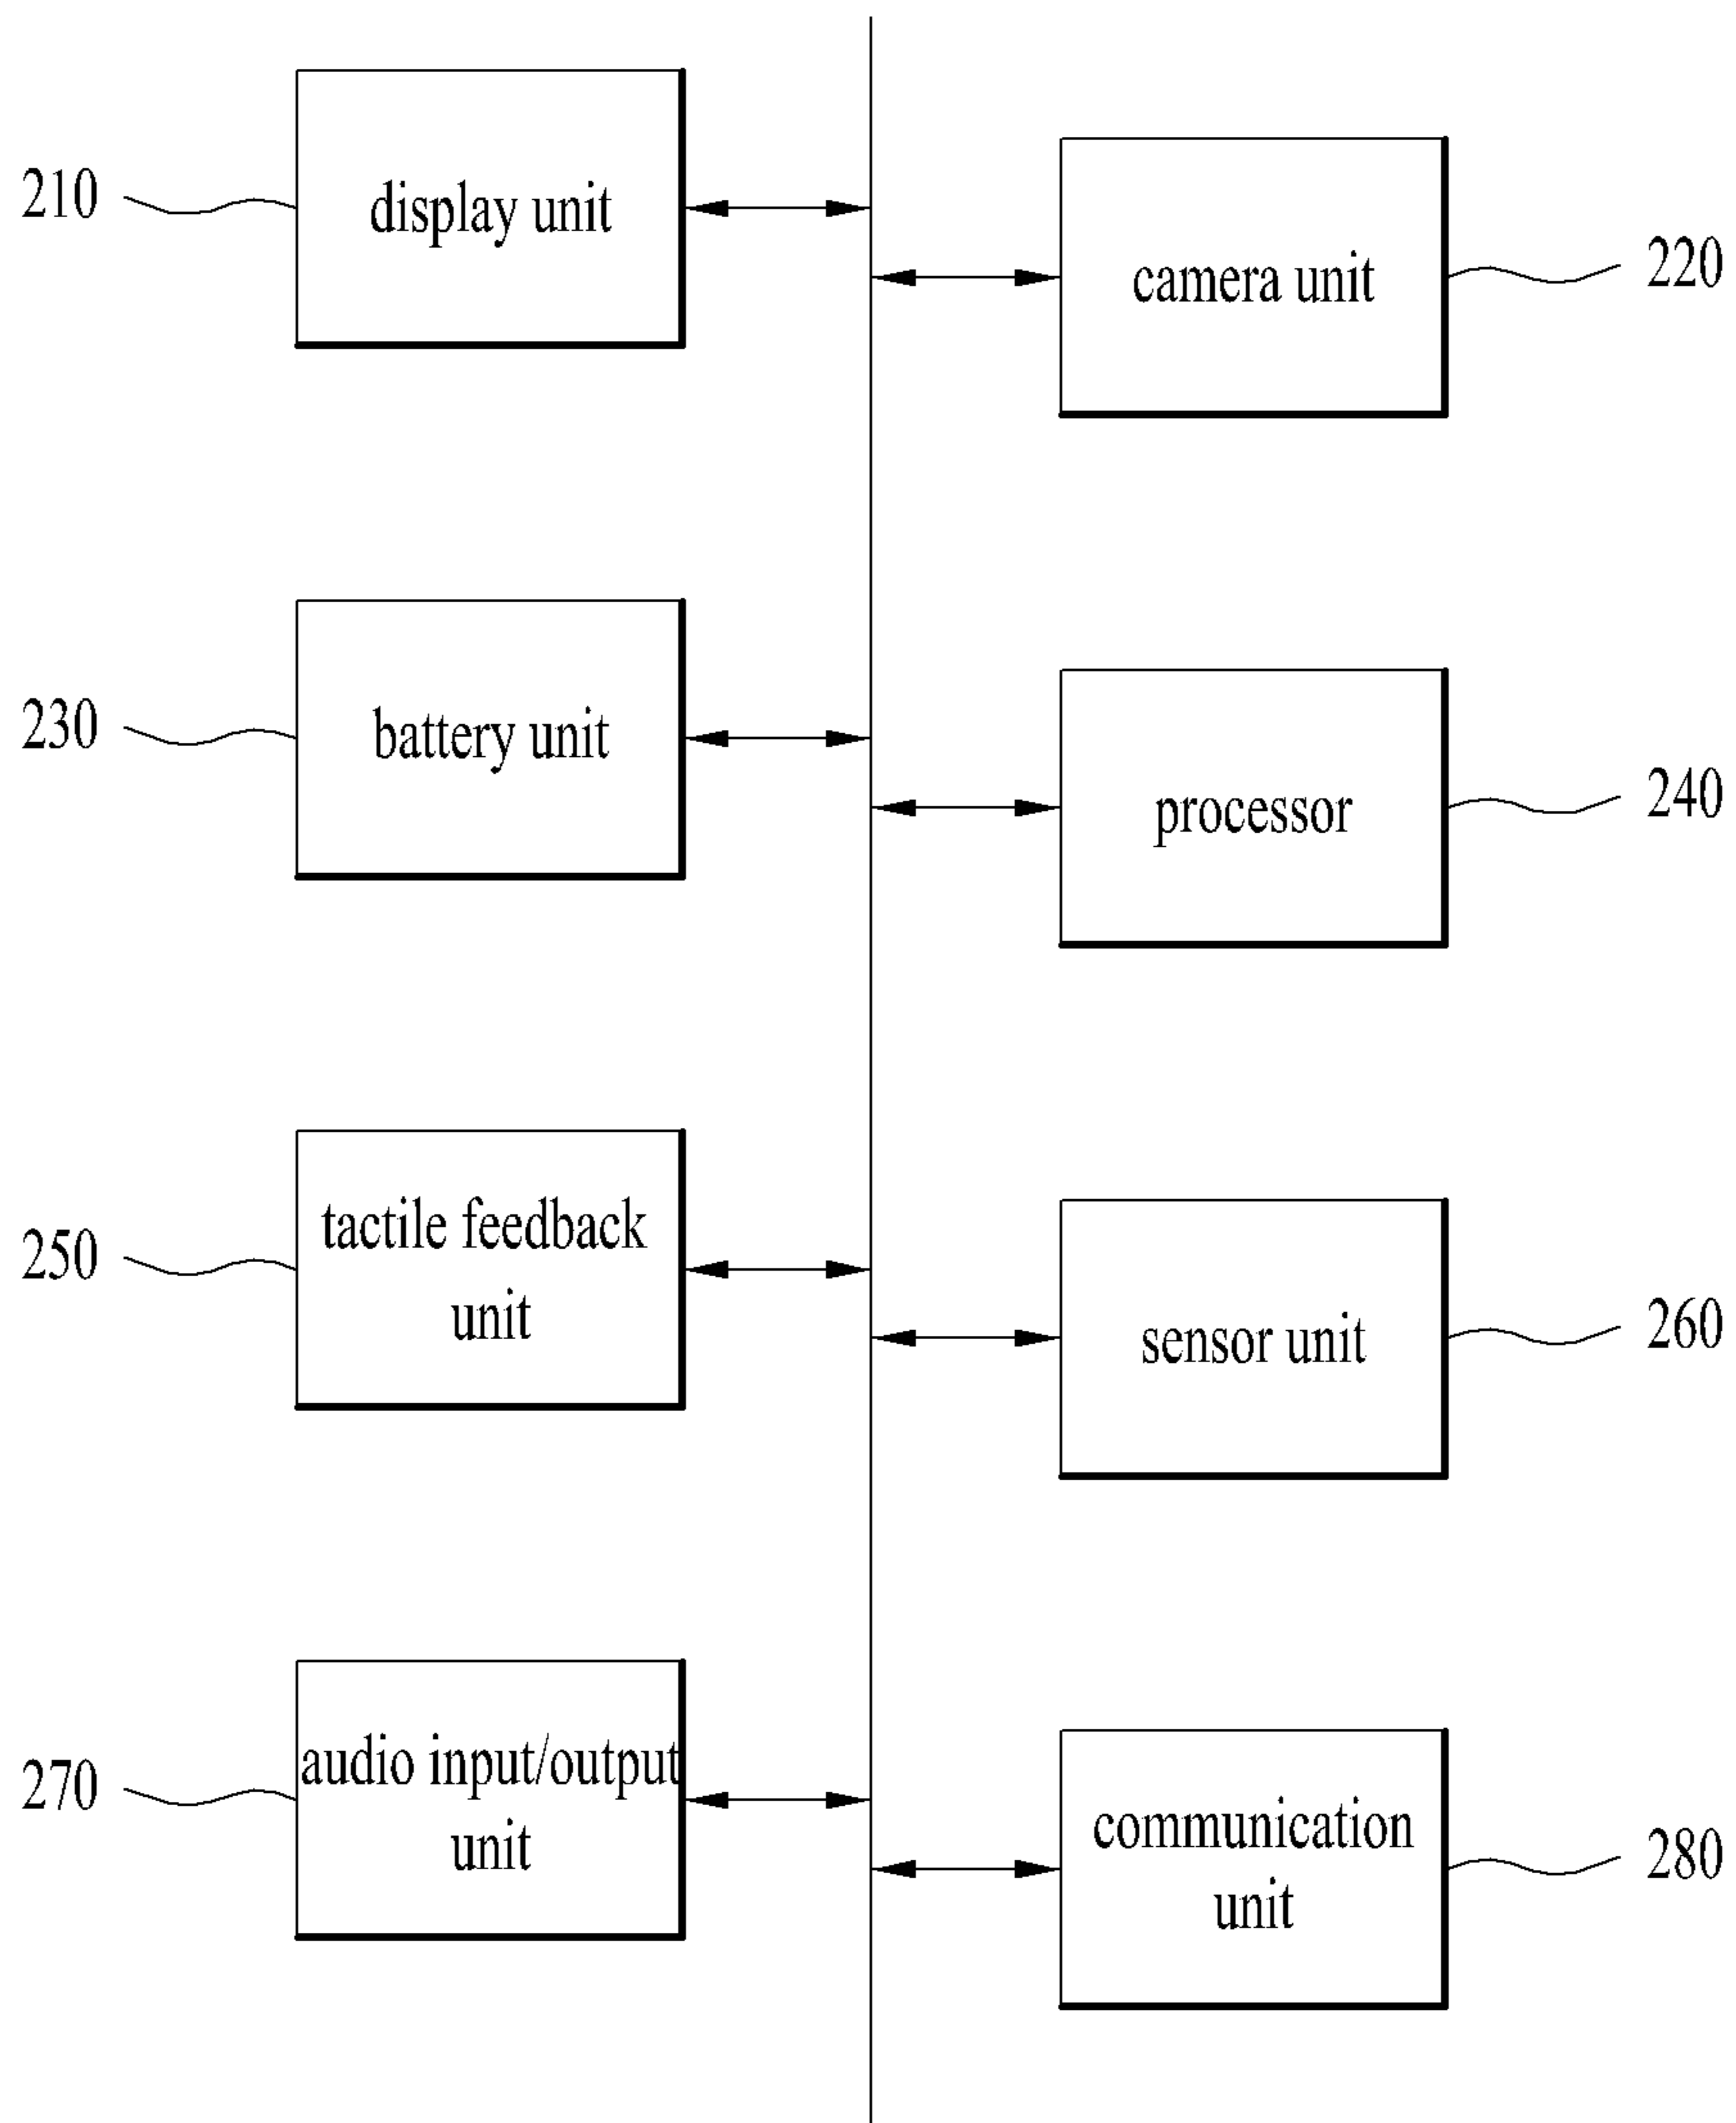 210
display unit
camera unit
220
230
battery unit
processor
240
250
tactile feedback
unit
sensor unit
260
270
audio input/output
unit
communication
unit
280